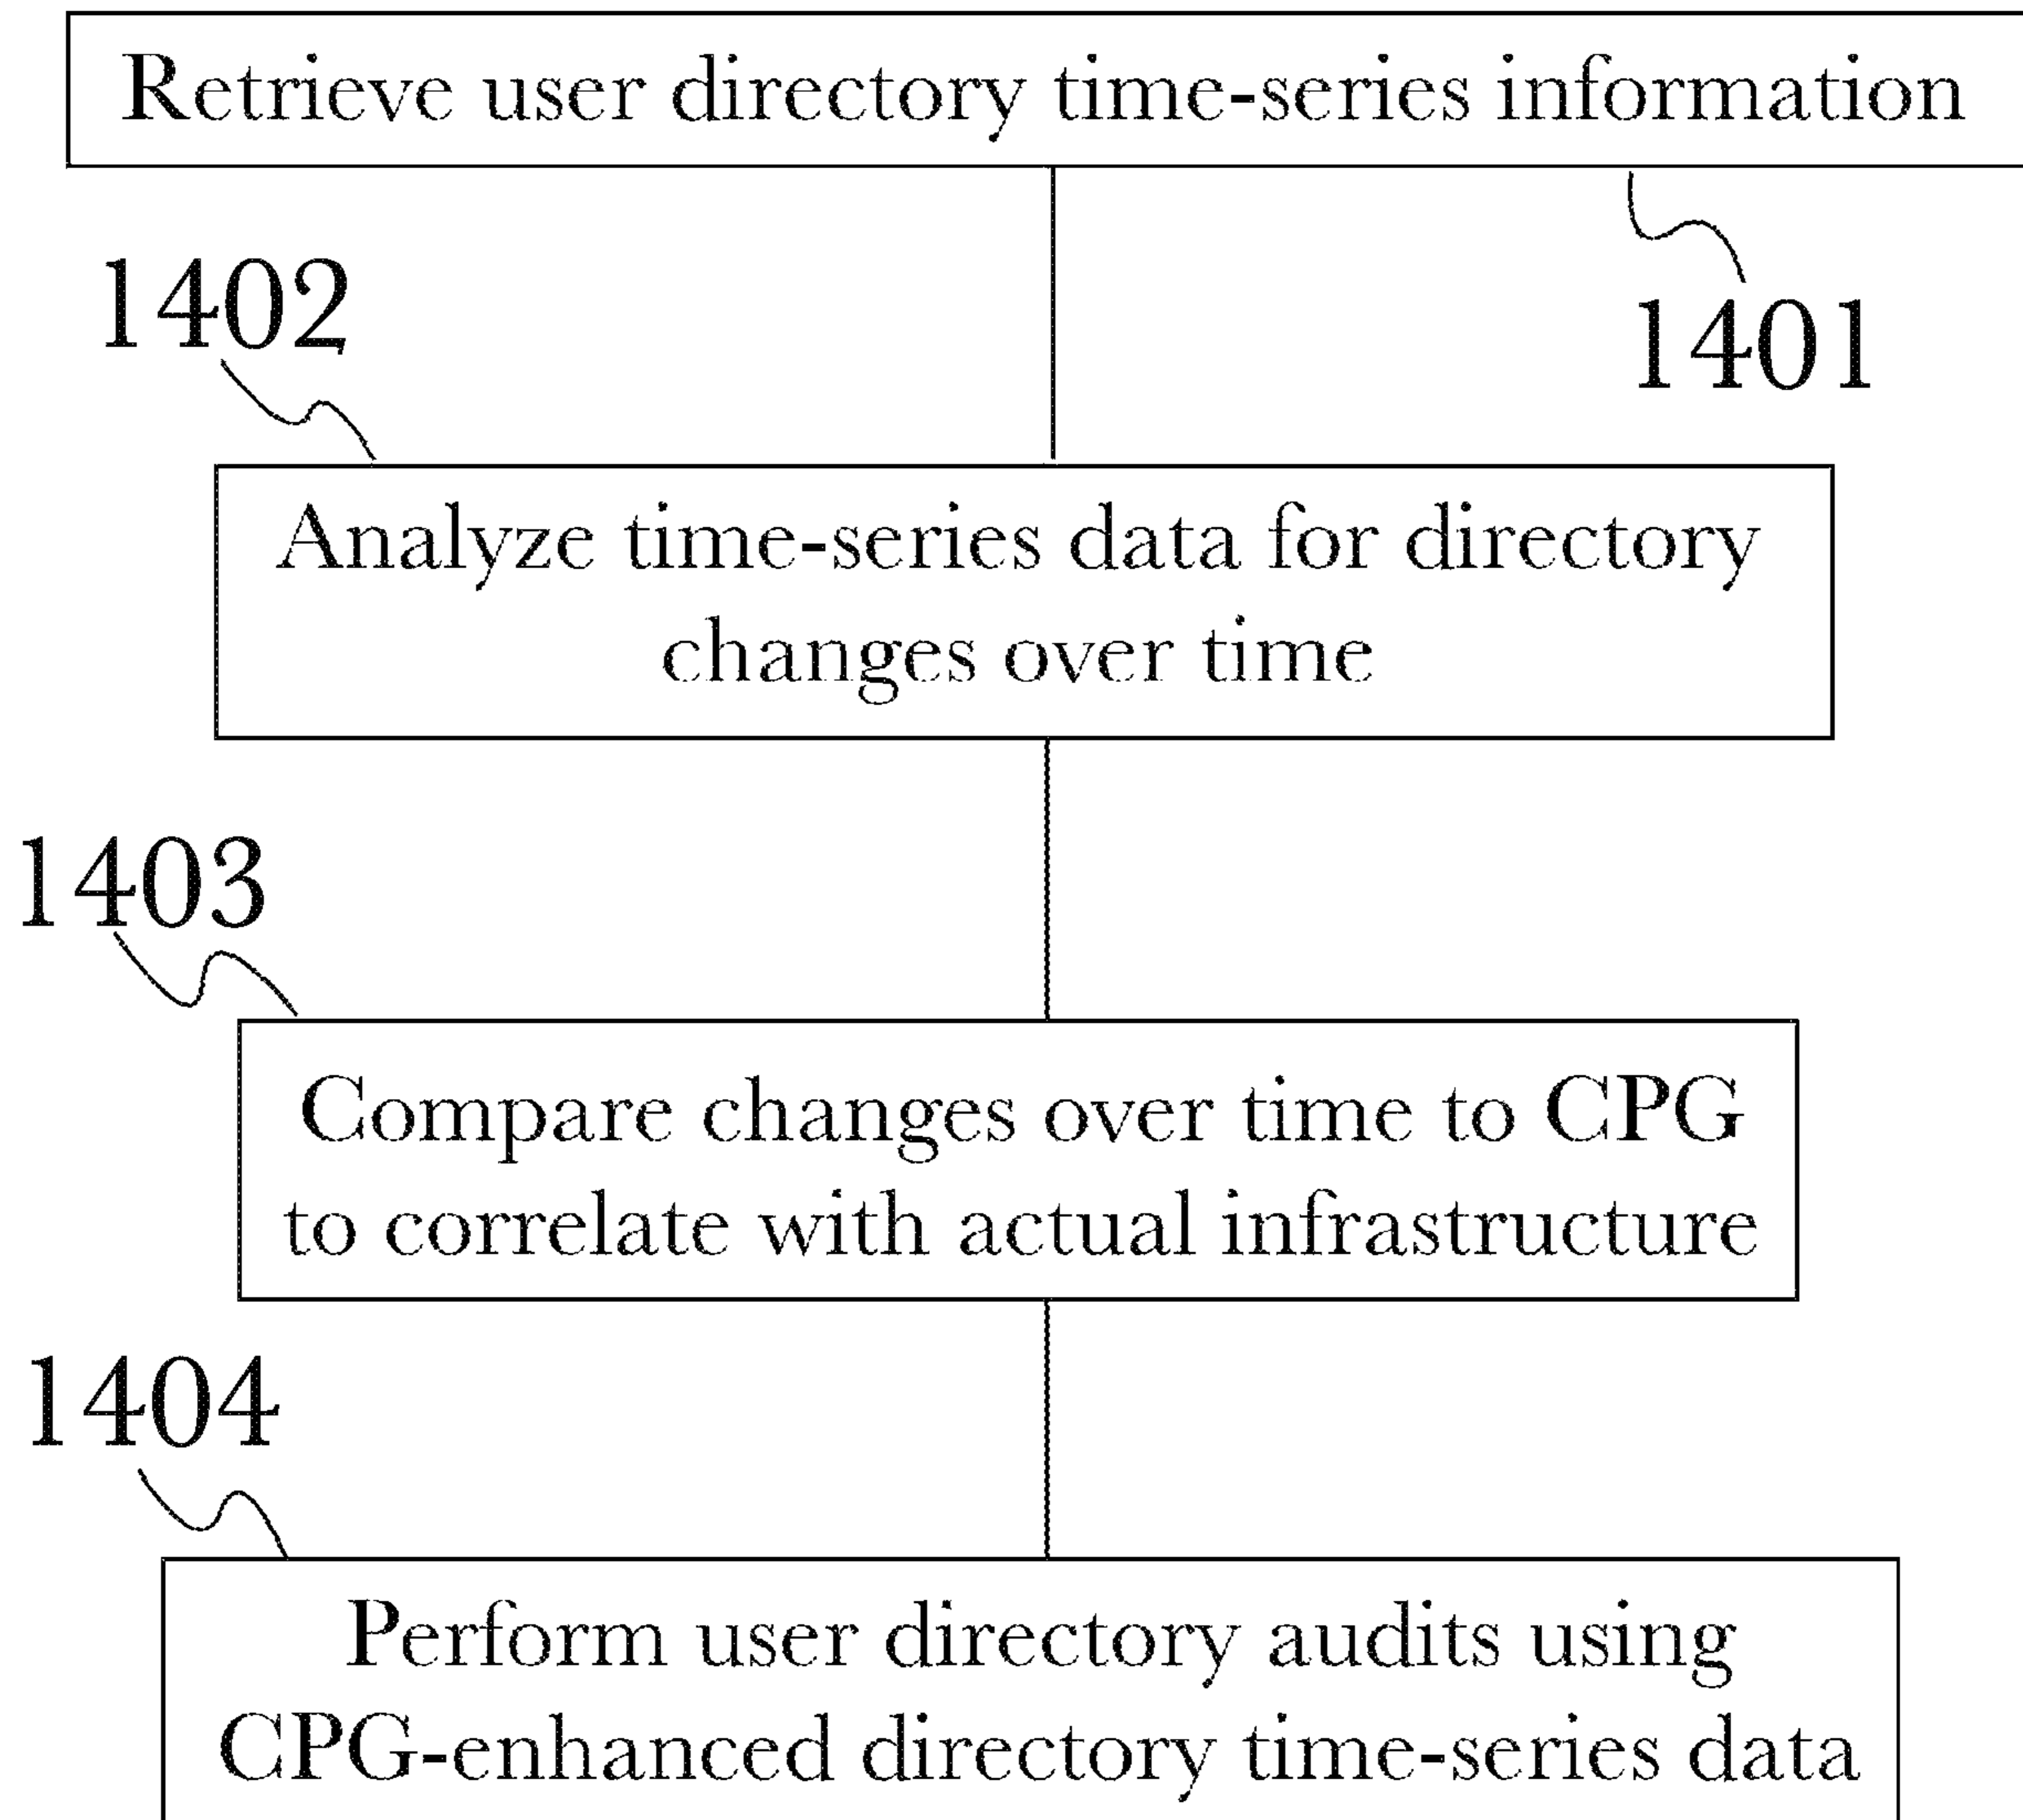 Retrieve user directory time-series information
1402
1401
Analyze time-series data for directory
changes over time
1403
Compare changes over time to CPG
to correlate with actual infrastructure
1404
Perform user directory audits using
CPG-enhanced directory time-series data